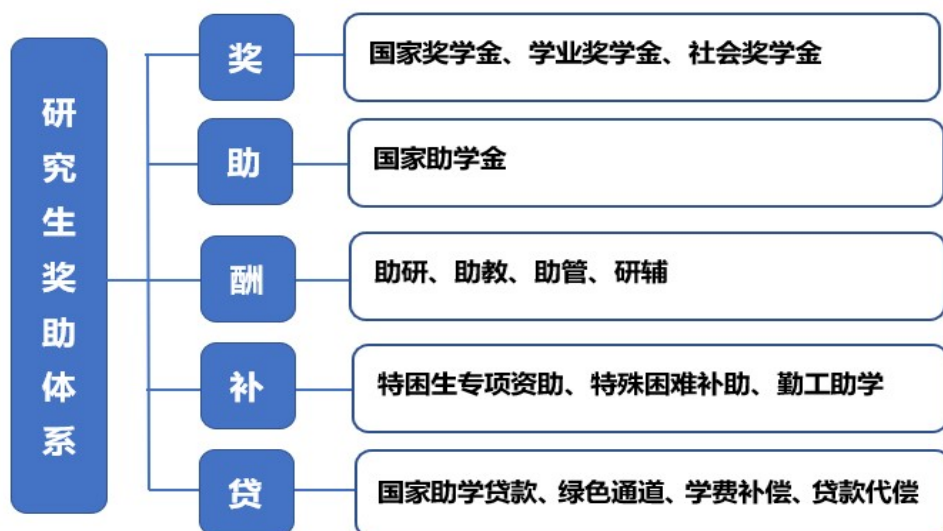 研究生奖助体系
奖
国家奖学金、学业奖学金、社会奖学金
助
国家助学金
酬
助研、助教、助管、研辅
补
特困生专项资助、特殊困难补助、勤工助学
贷
国家助学贷款、绿色通道、学费补偿、贷款代偿